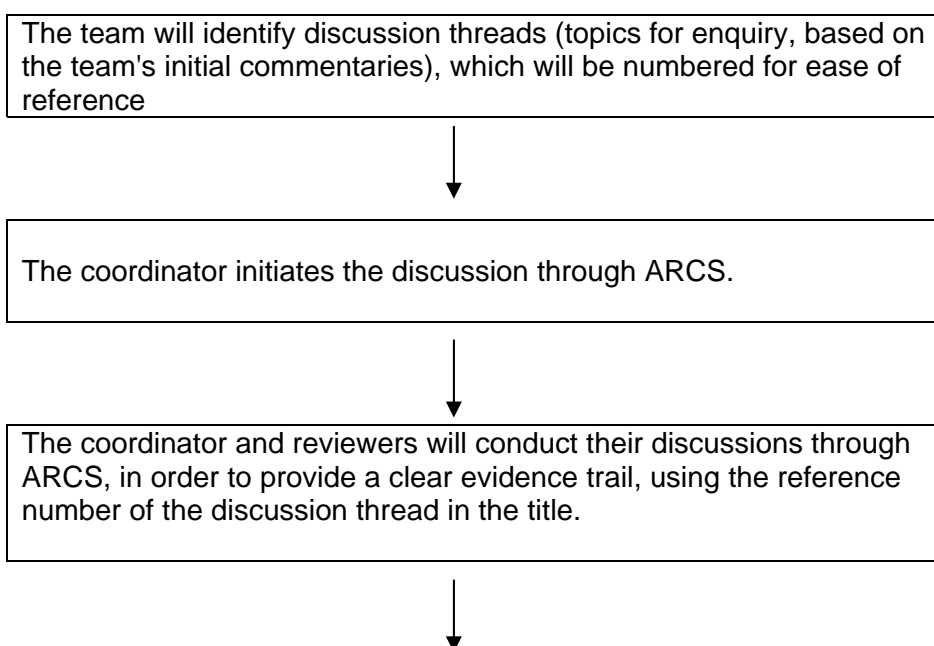 The team will identify discussion threads (topics for enquiry, based on
the team's initial commentaries), which will be numbered for ease of
reference
The coordinator initiates the discussion through ARCS.
The coordinator and reviewers will conduct their discussions through
ARCS, in order to provide a clear evidence trail, using the reference
number of the discussion thread in the title.